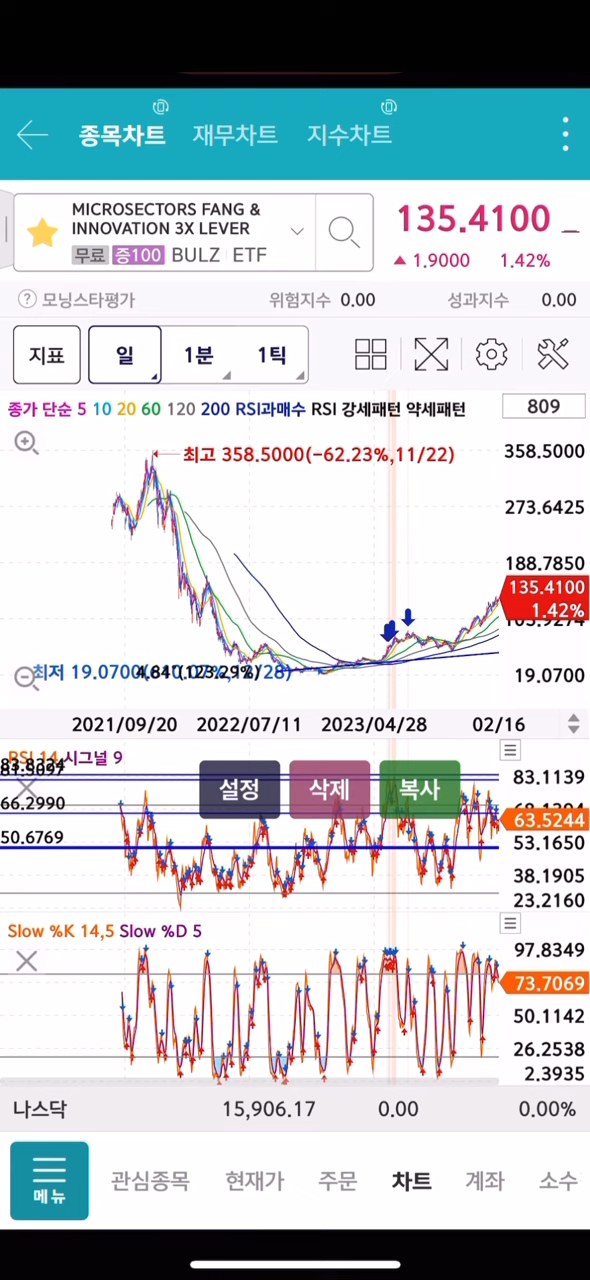 종목차트 재무차트 지수차트
MICROSECTORS FANG &
INNOVATION 3X LEVER
무료 증100 BULZ ETF
135.4100
▲ 1.9000 1.42%
? 모닝스타평가 위험지수 0.00 성과지수 0.00
지표 일 1분 1틱
종가 단순 5 10 20 60 120 200 RSI과매수 RSI 강세패턴 약세패턴 809
최고 358.5000(-62.23%,11/22)
358.5000
273.6425
188.7850
135.4100
1.42%
최저 19.0700
19.0700
2021/09/20 2022/07/11 2023/04/28 02/16
RSI 14 시그널 9
66.2990
50.6769
설정 삭제 복사
83.1139
63.5244
53.1650
38.1905
23.2160
Slow %K 14,5 Slow %D 5
97.8349
73.7069
50.1142
26.2538
2.3935
나스닥 15,906.17 0.00 0.00%
메뉴 관심종목 현재가 주문 차트 계좌 소수